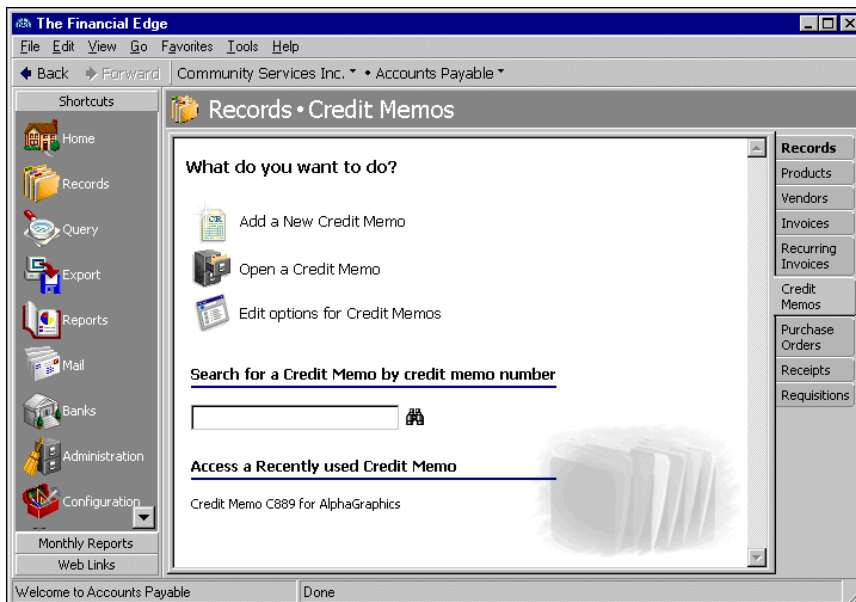 The Financial Edge
File Edit View Go Favorites Tools Help
Back Forward Community Services Inc. • Accounts Payable
Shortcuts
Home
Records
Query
Export
Reports
Mail
Banks
Administration
Configuration
Monthly Reports
Web Links
Records • Credit Memos
What do you want to do?
CR
Add a New Credit Memo
Open a Credit Memo
Edit options for Credit Memos
Search for a Credit Memo by credit memo number
Access a Recently used Credit Memo
Credit Memo C889 for AlphaGraphics
Records
Products
Vendors
Invoices
Recurring
Invoices
Credit
Memos
Purchase
Orders
Receipts
Requisitions
Welcome to Accounts Payable
Done